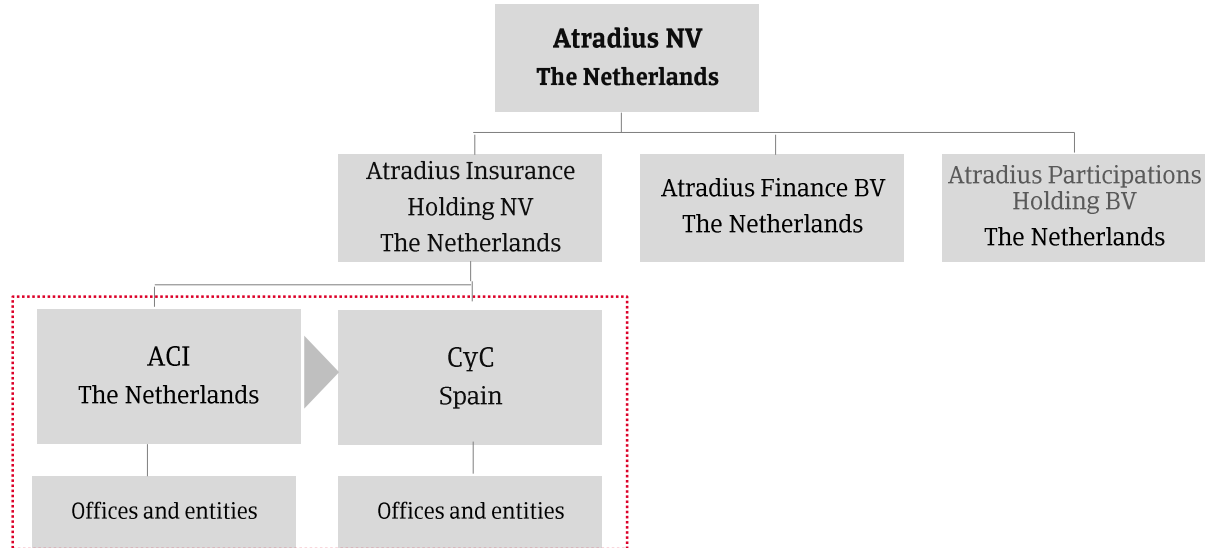 Atradius NV
The Netherlands
Atradius Insurance
Holding NV
The Netherlands
Atradius Finance BV
The Netherlands
Atradius Participations
Holding BV
The Netherlands
ACI
The Netherlands
CyC
Spain
Offices and entities
Offices and entities